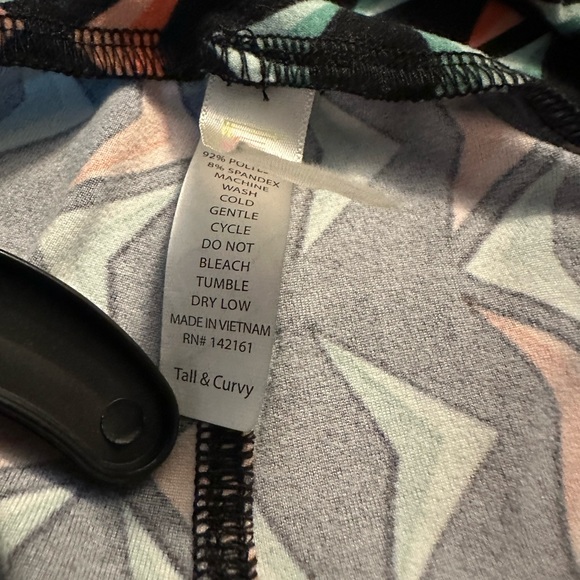 92%
8% SPANDEX
MACHINE
WASH
COLD
GENTLE
CYCLE
DO NOT
BLEACH
TUMBLE
DRY LOW
MADE IN VIETNAM
RN# 142161
Tall & Curvy